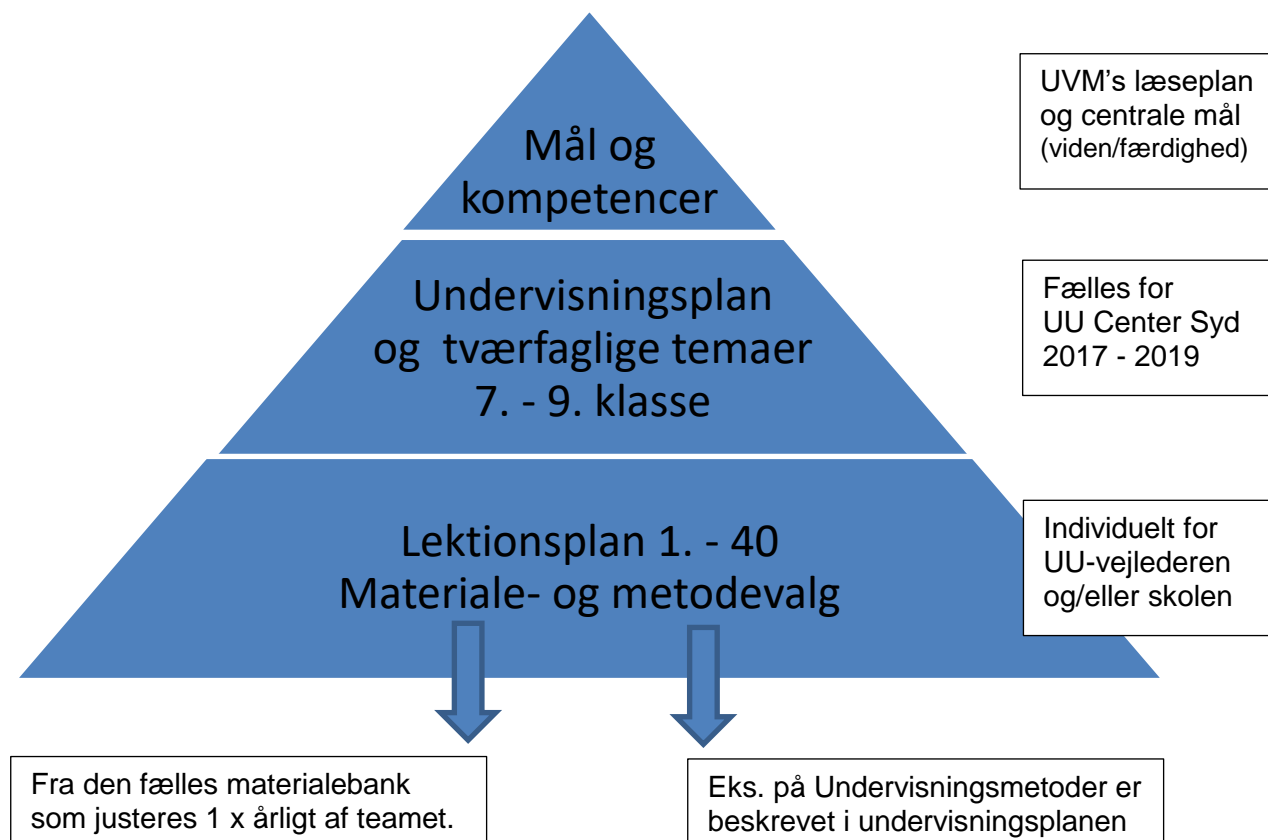 Mål og
kompetencer
UVM's læseplan
og centrale mål
(viden/færdighed)
Undervisningsplan
og tværfaglige temaer
7. - 9. klasse
Fælles for
UU Center Syd
2017 - 2019
Lektionsplan 1. - 40
Materiale- og metodevalg
Individuelt for
UU-vejlederen
og/eller skolen
Fra den fælles materialebank
som justeres 1 x årligt af teamet.
Eks. på Undervisningsmetoder er
beskrevet i undervisningsplanen